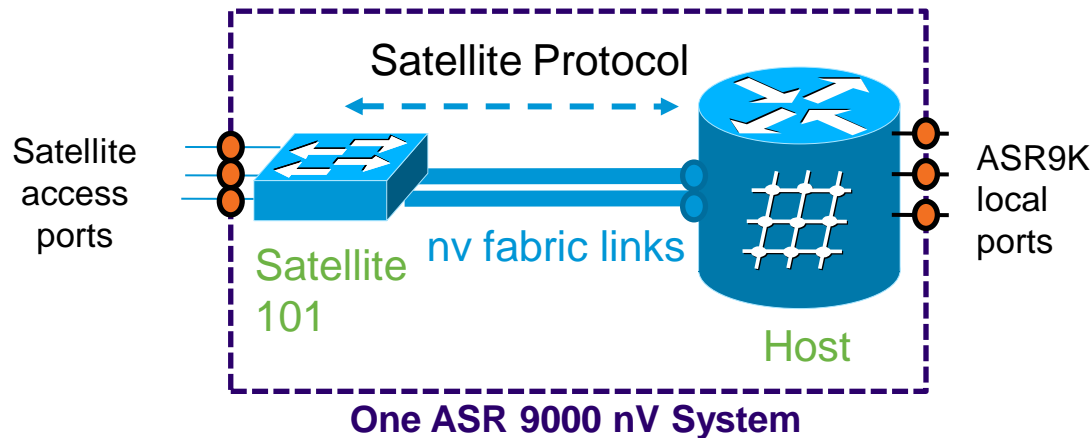 Satellite Protocol
Satellite
access
ports
ASR9K
local
ports
nv fabric links
Satellite
101
Host
One ASR 9000 nV System